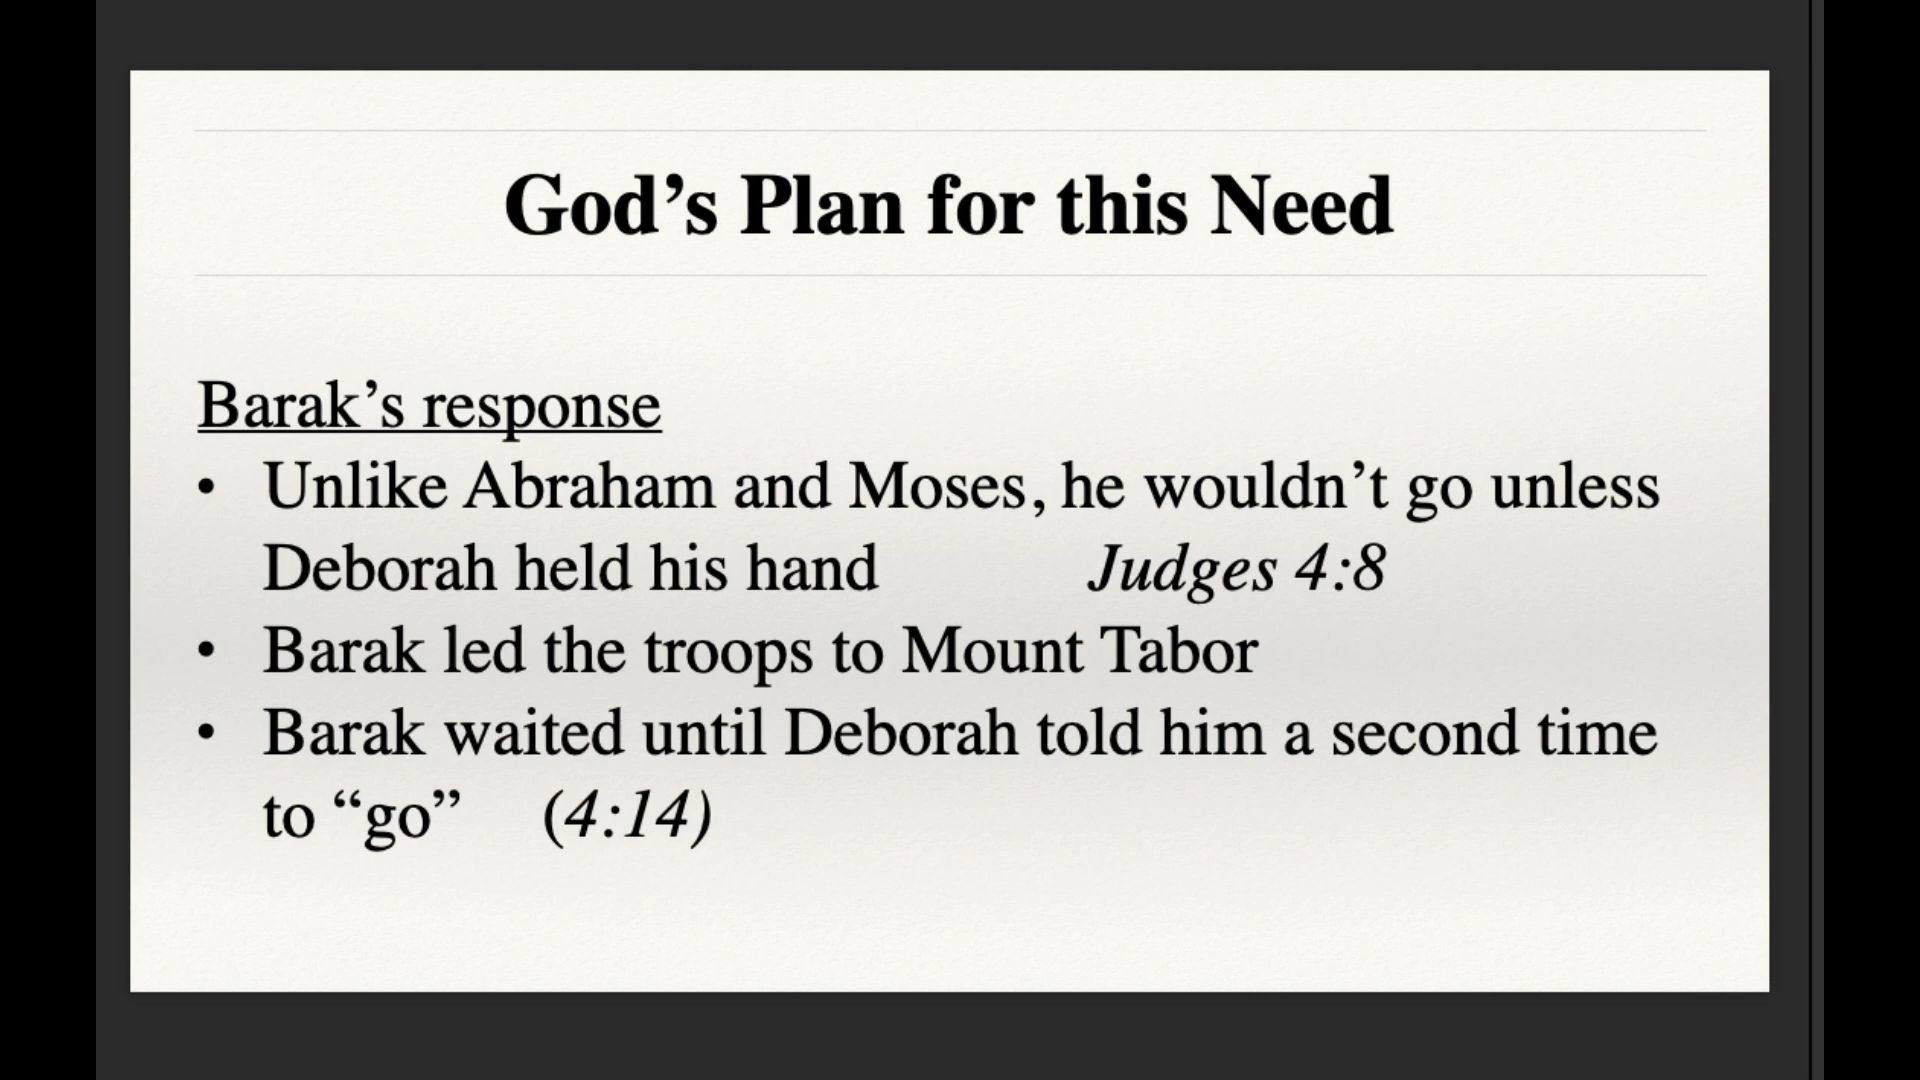 God’s Plan for this Need
Barak’s response
• Unlike Abraham and Moses, he wouldn’t go unless
Deborah held his hand Judges 4:8
• Barak led the troops to Mount Tabor
• Barak waited until Deborah told him a second time
to “go” (4:14)